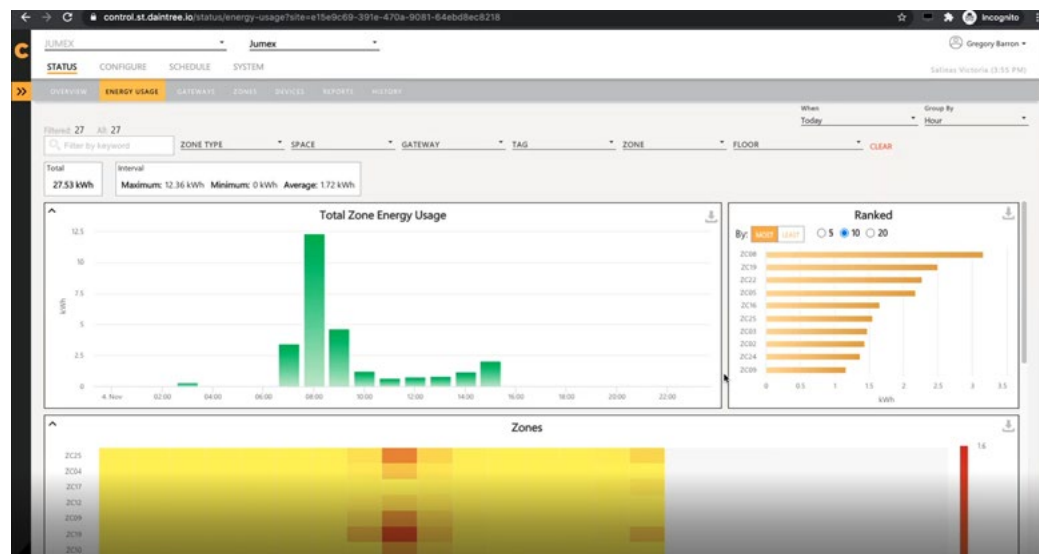 control.st.daintree.io/status/energy-usage?site=e15e9c69-391e-470a-9081-64ebd8ec8218
Incognito
JUMEX
Jumex
Gregory Barron
STATUS CONFIGURE SCHEDULE SYSTEM
Salinas Victoria (3:55 PM)
OVERVIEW ENERGY USAGE GATEWAYS ZONES DEVICES REPORTS HISTORY
When
Group By
Today
Hour
Filtered: 27 All: 27
Filter by keyword
ZONE TYPE SPACE GATEWAY TAG ZONE FLOOR CLEAR
Total
27.53 kWh
Interval
Maximum: 12.36 kWh Minimum: 0 kWh Average: 1.72 kWh
Total Zone Energy Usage
12.5
10
7.5
5
2.5
0
kWh
4. Nov 02:00 04:00 06:00 08:00 10:00 12:00 14:00 16:00 18:00 20:00 22:00
Ranked
By: MOST LEAST 5 10 20
ZC08
ZC19
ZC22
ZC05
ZC16
ZC25
ZC03
ZC02
ZC24
ZC09
0 0.5 1 1.5 2 2.5 3 3.5
kWh
Zones
ZC25
ZC04
ZC17
ZC12
ZC09
ZC19
ZC10
1.6